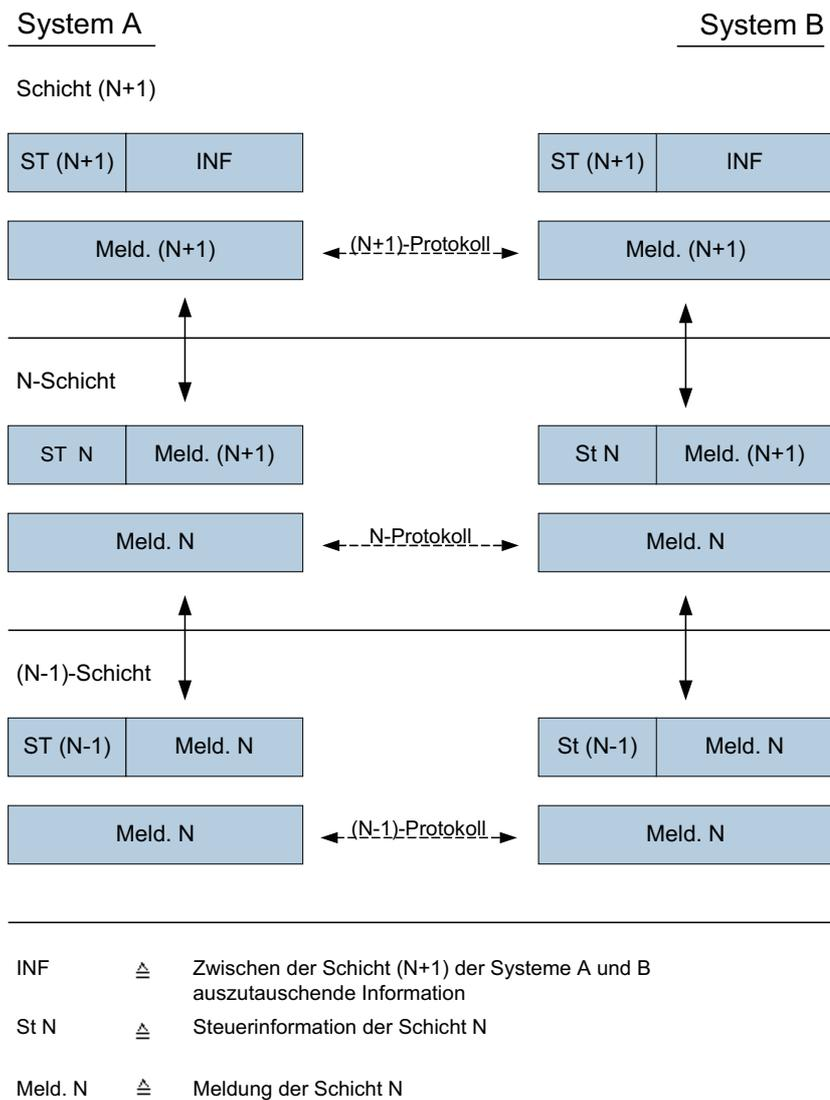 System A System B
Schicht (N+1)
ST (N+1) INF ST (N+1) INF
Meld. (N+1) (N+1)-Protokoll Meld. (N+1)
N-Schicht
ST N Meld. (N+1) St N Meld. (N+1)
Meld. N N-Protokoll Meld. N
(N-1)-Schicht
ST (N-1) Meld. N St (N-1) Meld. N
Meld. N (N-1)-Protokoll Meld. N
INF ≙ Zwischen der Schicht (N+1) der Systeme A und B
auszutauschende Information
St N ≙ Steuerinformation der Schicht N
Meld. N ≙ Meldung der Schicht N